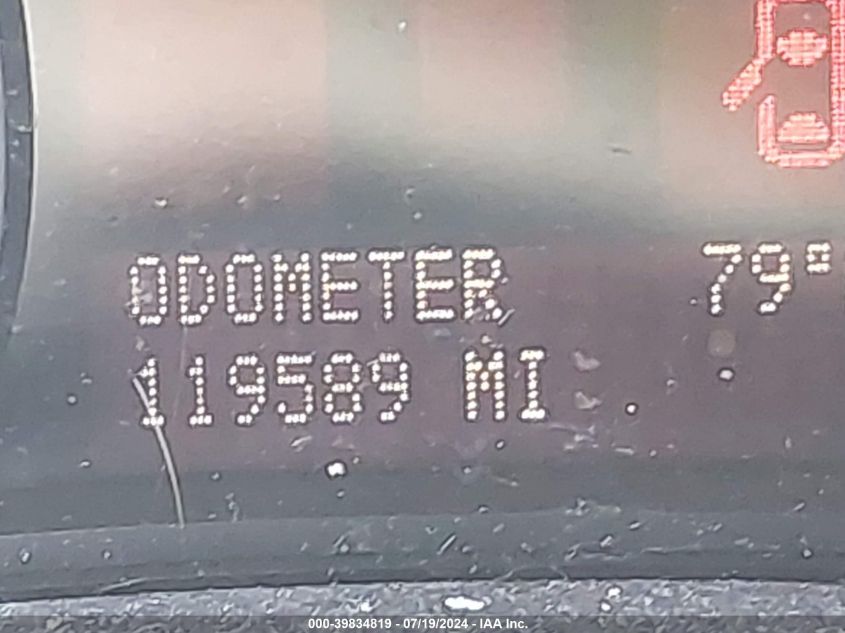 ODOMETER 79°
119589 MI
000-39834819 - 07/19/2024 - IAA, Inc.